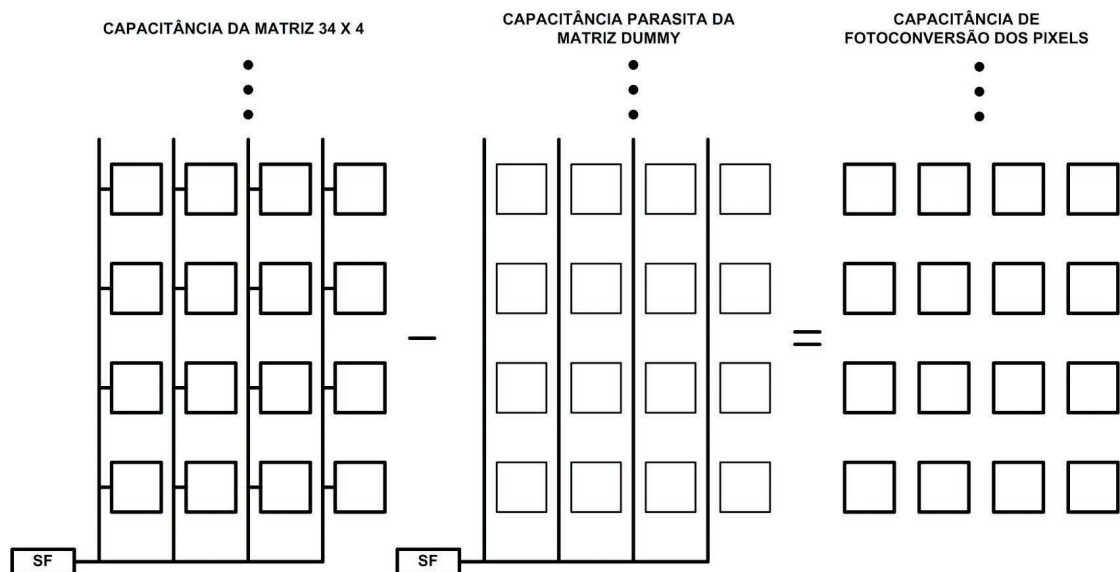 CAPACITÂNCIA DA MATRIZ 34 X 4
CAPACITÂNCIA PARASITA DA
MATRIZ DUMMY
CAPACITÂNCIA DE
FOTOCONVERSÃO DOS PIXELS
SF
SF